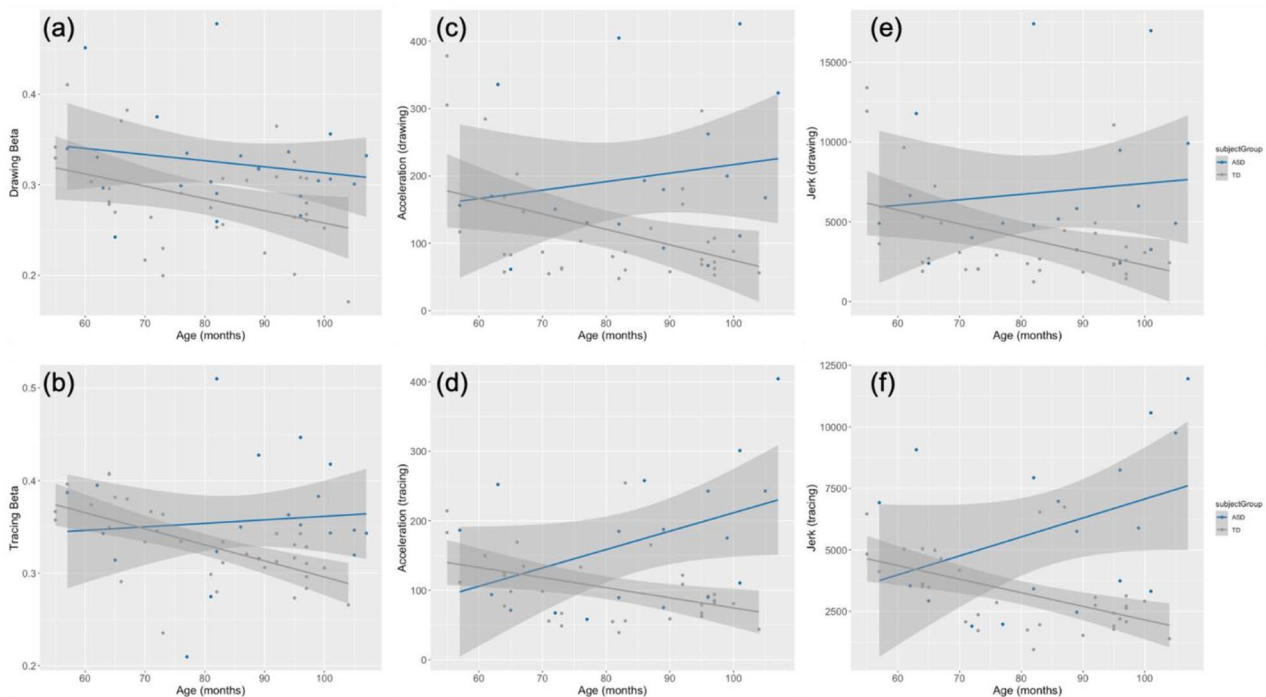 (a)
Drawing Beta
0.4
0.3
0.2
60 70 80 90 100
Age (months)
(c)
Acceleration (drawing)
400
300
200
100
0
60 70 80 90 100
Age (months)
(e)
Jerk (drawing)
15000
10000
5000
0
60 70 80 90 100
Age (months)
subjectGroup
ASD
TD
(b)
Tracing Beta
0.5
0.4
0.3
0.2
60 70 80 90 100
Age (months)
(d)
Acceleration (tracing)
400
300
200
100
0
60 70 80 90 100
Age (months)
(f)
Jerk (tracing)
12500
10000
7500
5000
2500
60 70 80 90 100
Age (months)
subjectGroup
ASD
TD